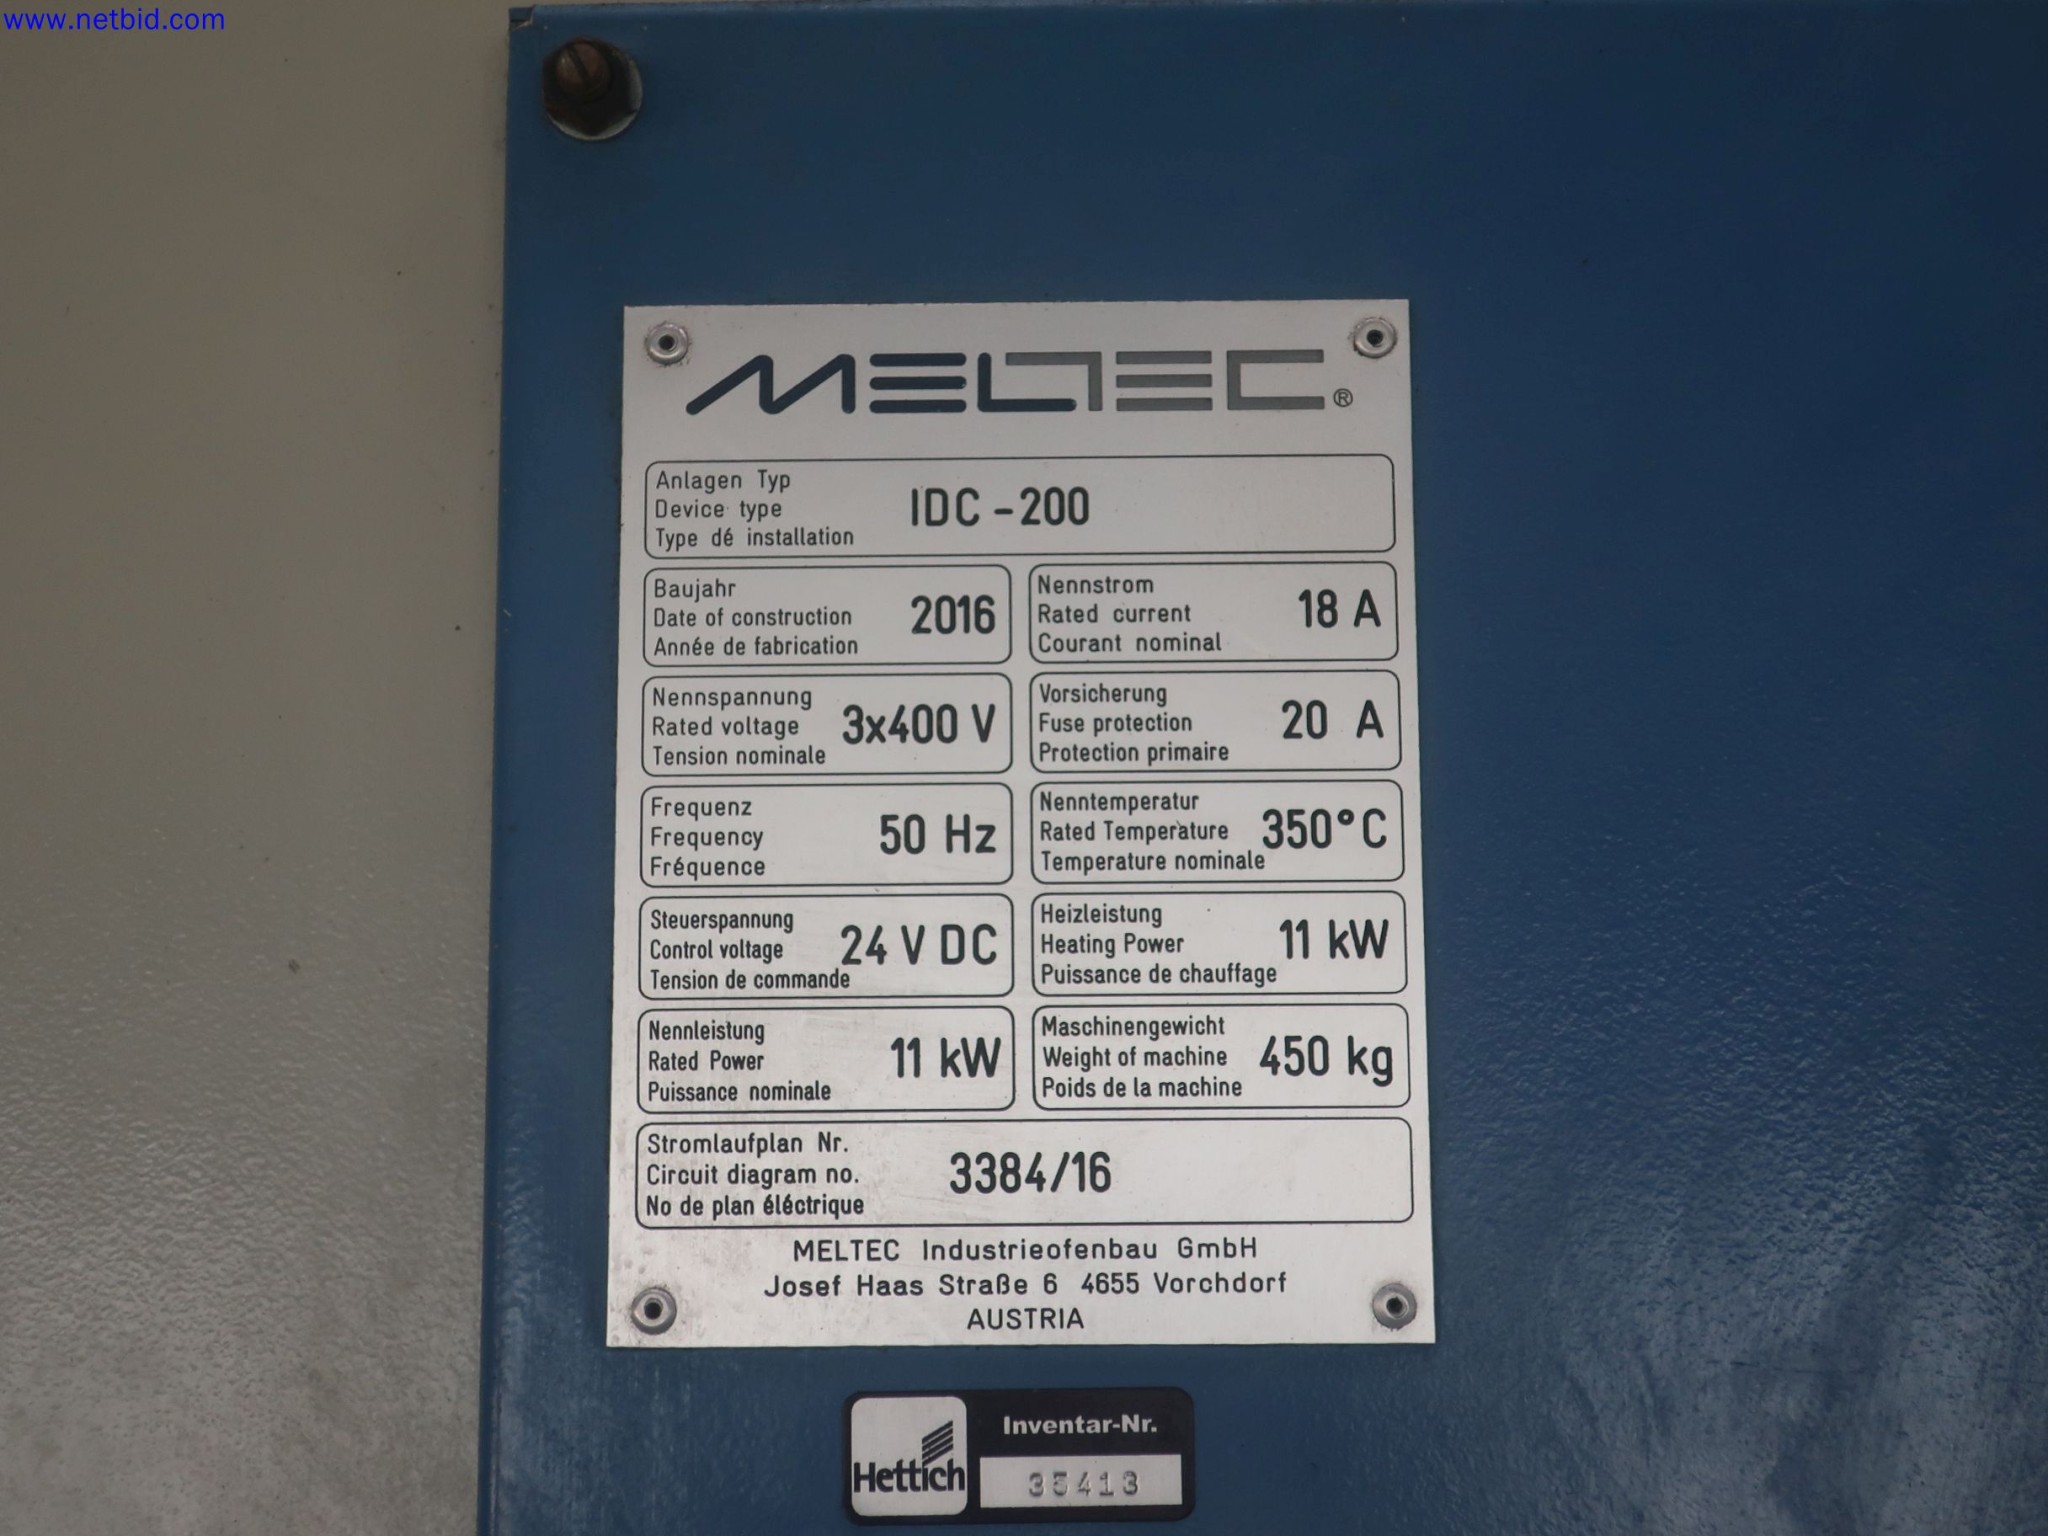 www.netbid.com
MELTEC®
Anlagen Typ
Device type
Type dé installation
IDC - 200
Baujahr
Date of construction
Année de fabrication
2016
Nennstrom
Rated current
Courant nominal
18 A
Nennspannung
Rated voltage
Tension nominale
3x400 V
Vorsicherung
Fuse protection
Protection primaire
20 A
Frequenz
Frequency
Fréquence
50 Hz
Nenntemperatur
Rated Temperature
Temperature nominale
350°C
Steuerspannung
Control voltage
Tension de commande
24 V DC
Heizleistung
Heating Power
Puissance de chauffage
11 kW
Nennleistung
Rated Power
Puissance nominale
11 kW
Maschinengewicht
Weight of machine
Poids de la machine
450 kg
Stromlaufplan Nr.
Circuit diagram no.
No de plan éléctrique
3384/16
MELTEC Industrieofenbau GmbH
Josef Haas Straße 6 4655 Vorchdorf
AUSTRIA
Hettich
Inventar-Nr.
35413